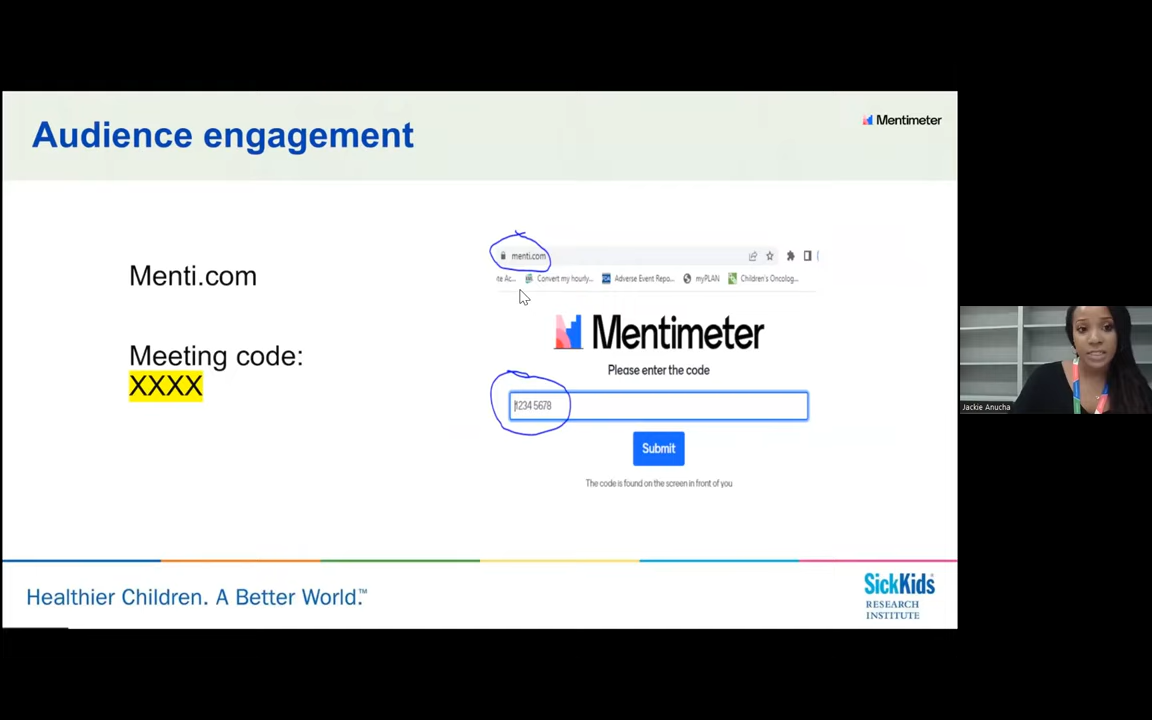 Audience engagement
Mentimeter
Menti.com
Meeting code:
XXXX
menti.com
te Ac... Convert my hourly... Adverse Event Repo... myPLAN Children's Oncolog...
Mentimeter
Please enter the code
1234 5678
Submit
The code is found on the screen in front of you
Jackie Anucha
Healthier Children. A Better World.™
SickKids
RESEARCH
INSTITUTE